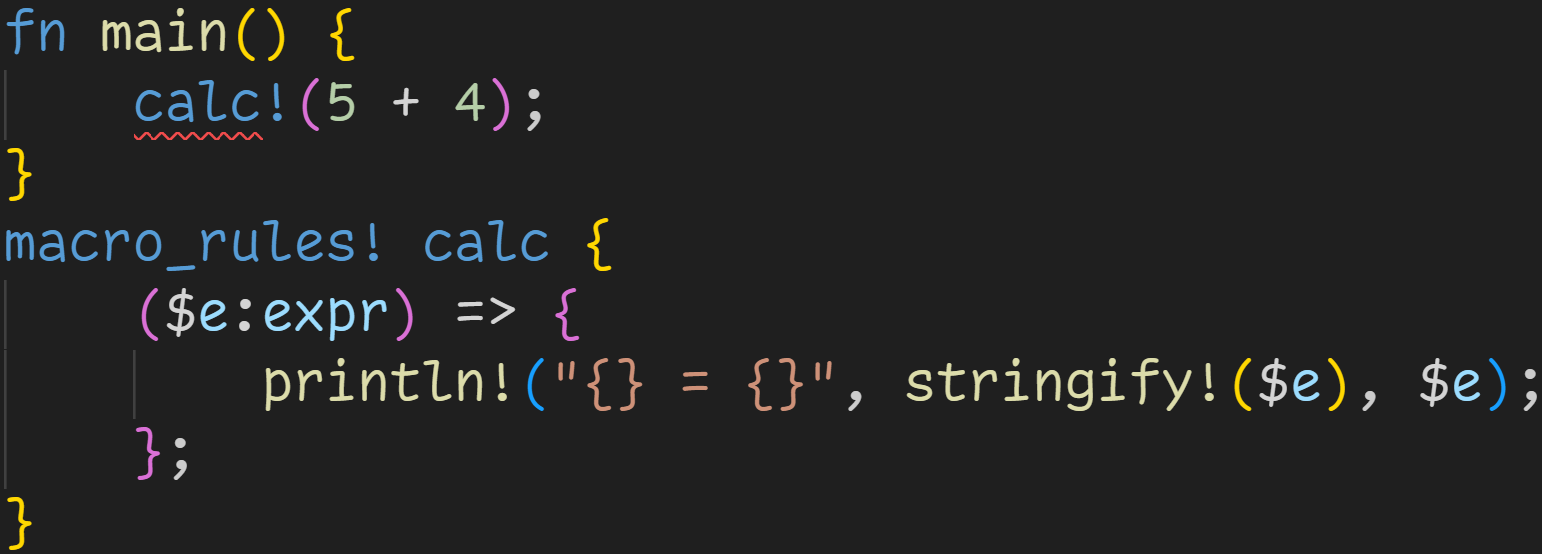 fn main() {
    calc!(5 + 4);
}
macro_rules! calc {
    ($e:expr) => {
        println!("{} = {}", stringify!($e), $e);
    };
}